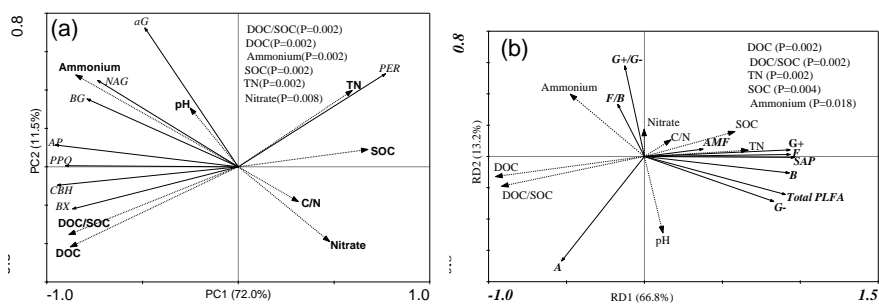 (a)
0.8
aG
DOC/SOC(P=0.002)
DOC(P=0.002)
Ammonium(P=0.002)
SOC(P=0.002)
TN(P=0.002)
Nitrate(P=0.008)
Ammonium
NAG
BG
pH
TN
PER
AP
PPO
CBH
BX
DOC/SOC
DOC
SOC
C/N
Nitrate
PC2 (11.5%)
-1.0
PC1 (72.0%)
1.0
(b)
0.8
G+/G-
DOC (P=0.002)
DOC/SOC (P=0.002)
TN (P=0.002)
SOC (P=0.004)
Ammonium (P=0.018)
Ammonium
F/B
Nitrate
C/N
SOC
AMF
TN
G+
F
SAP
B
DOC
DOC/SOC
Total PLFA
G-
pH
A
RD2 (13.2%)
-1.0
RD1 (66.8%)
1.5